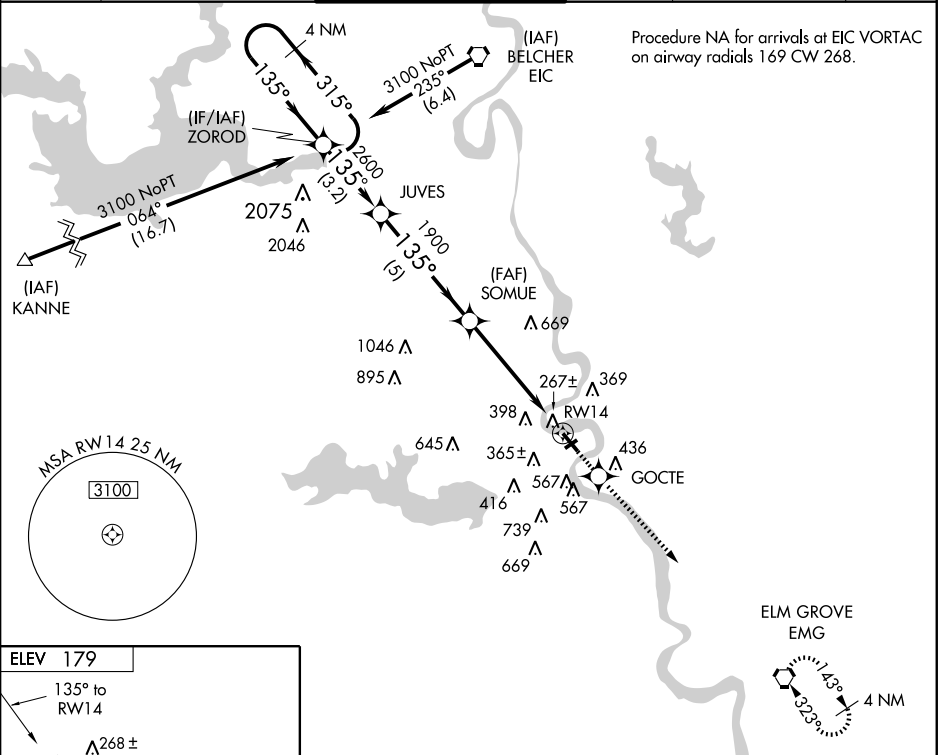 4 NM
(IAF)
BELCHER
EIC
Procedure NA for arrivals at EIC VORTAC
on airway radials 169 CW 268.
3100 NoPT
235°
(6.4)
135°
315°
(IF/IAF)
ZOROD
2600
135°
(3.2)
JUVES
3100 NoPT
064°
(16.7)
2075
2046
1900
135°
(5)
(IAF)
KANNE
(FAF)
SOMUE
669
1046
895
267±
369
398
RW14
645
365±
436
GOCTE
416
567
567
739
669
MSA RW14 25 NM
3100
ELM GROVE
EMG
143°
323°
4 NM
ELEV 179
135° to
RW14
268 ±